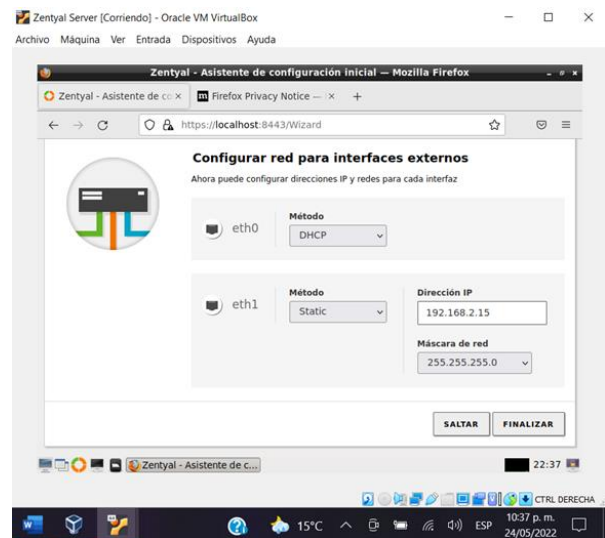 Zentyal Server [Corriendo] - Oracle VM VirtualBox
Archivo Máquina Ver Entrada Dispositivos Ayuda
Zentyal - Asistente de configuración inicial — Mozilla Firefox
Zentyal - Asistente de co × Firefox Privacy Notice — × +
https://localhost:8443/Wizard
Configurar red para interfaces externos
Ahora puede configurar direcciones IP y redes para cada interfaz
Método
eth0 DHCP
Método Dirección IP
eth1 Static 192.168.2.15
Máscara de red
255.255.255.0
SALTAR FINALIZAR
Zentyal - Asistente de c... 22:37
CTRL DERECHA
15°C ESP 10:37 p. m.
24/05/2022